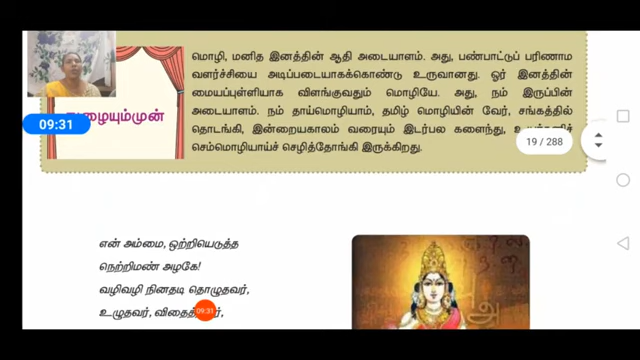 மொழி, மனித இனத்தின் ஆதி அடையாளம். அது, பண்பாட்டுப் பரிணாம
வளர்ச்சியை அடிப்படையாகக்கொண்டு உருவானது. ஓர் இனத்தின்
மையப்புள்ளியாக விளங்குவதும் மொழியே. அது, நம் இருப்பின்
அடையாளம். நம் தாய்மொழியாம், தமிழ் மொழியின் வேர், சங்கத்தில்
தொடங்கி, இன்றையகாலம் வரையும் இடர்பல களைந்து,
செம்மொழியாய்ச் செழித்தோங்கி இருக்கிறது.
ழையுமுன்
09:31
19 / 288
என் அம்மை, ஒற்றியெடுத்த
நெற்றிமண் அழகே!
வழிவழி நினதடி தொழுதவர்,
உழுதவர்,
09:31
அ